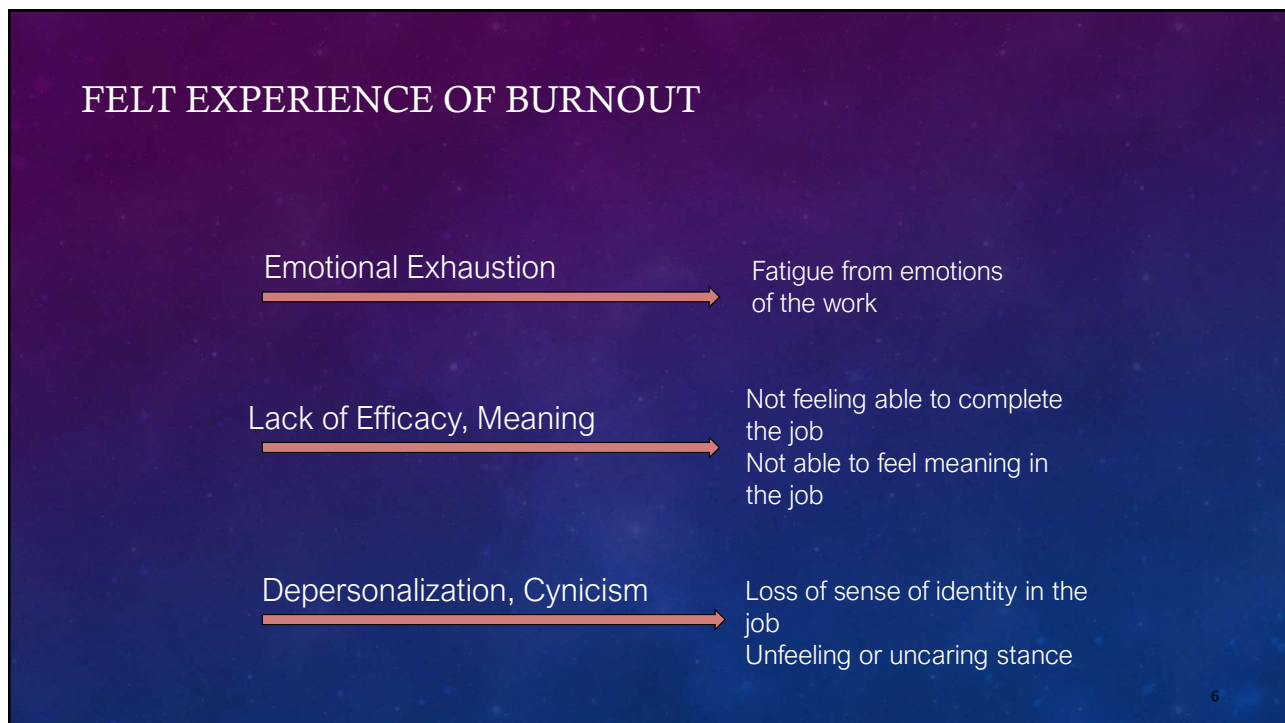 FELT EXPERIENCE OF BURNOUT
Emotional Exhaustion
Fatigue from emotions
of the work
Lack of Efficacy, Meaning
Not feeling able to complete
the job
Not able to feel meaning in
the job
Depersonalization, Cynicism
Loss of sense of identity in the
job
Unfeeling or uncaring stance
6